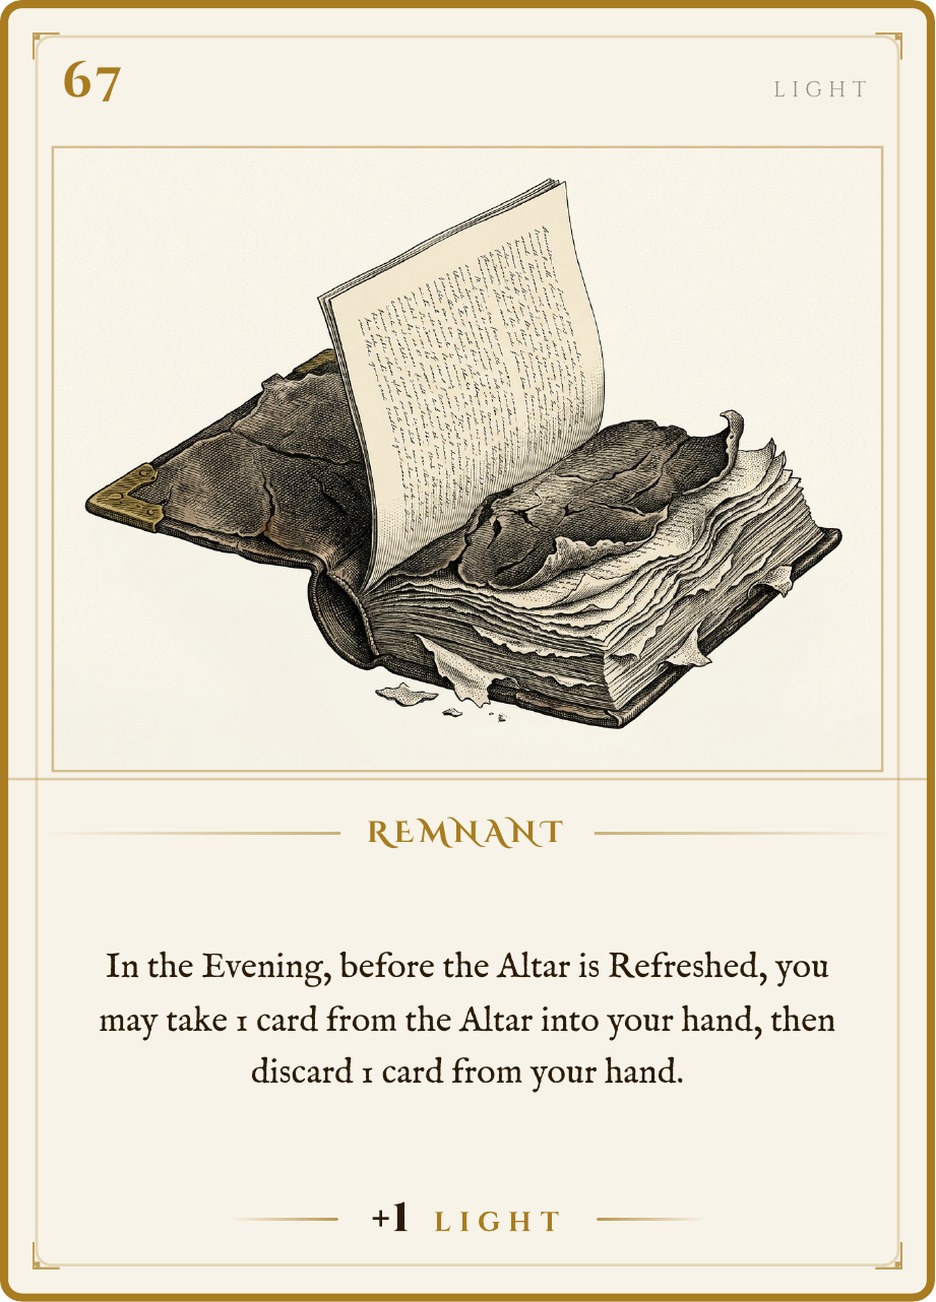 67
LIGHT
REMNANT
In the Evening, before the Altar is Refreshed, you
may take 1 card from the Altar into your hand, then
discard 1 card from your hand.
+1 LIGHT